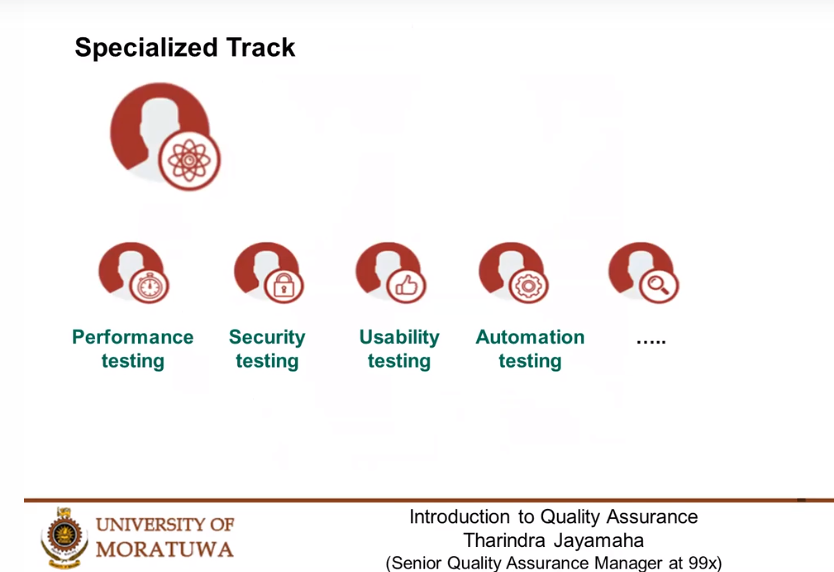 Specialized Track
Performance testing
Security testing
Usability testing
Automation testing
.....
UNIVERSITY OF
MORATUWA
Introduction to Quality Assurance
Tharindra Jayamaha
(Senior Quality Assurance Manager at 99x)